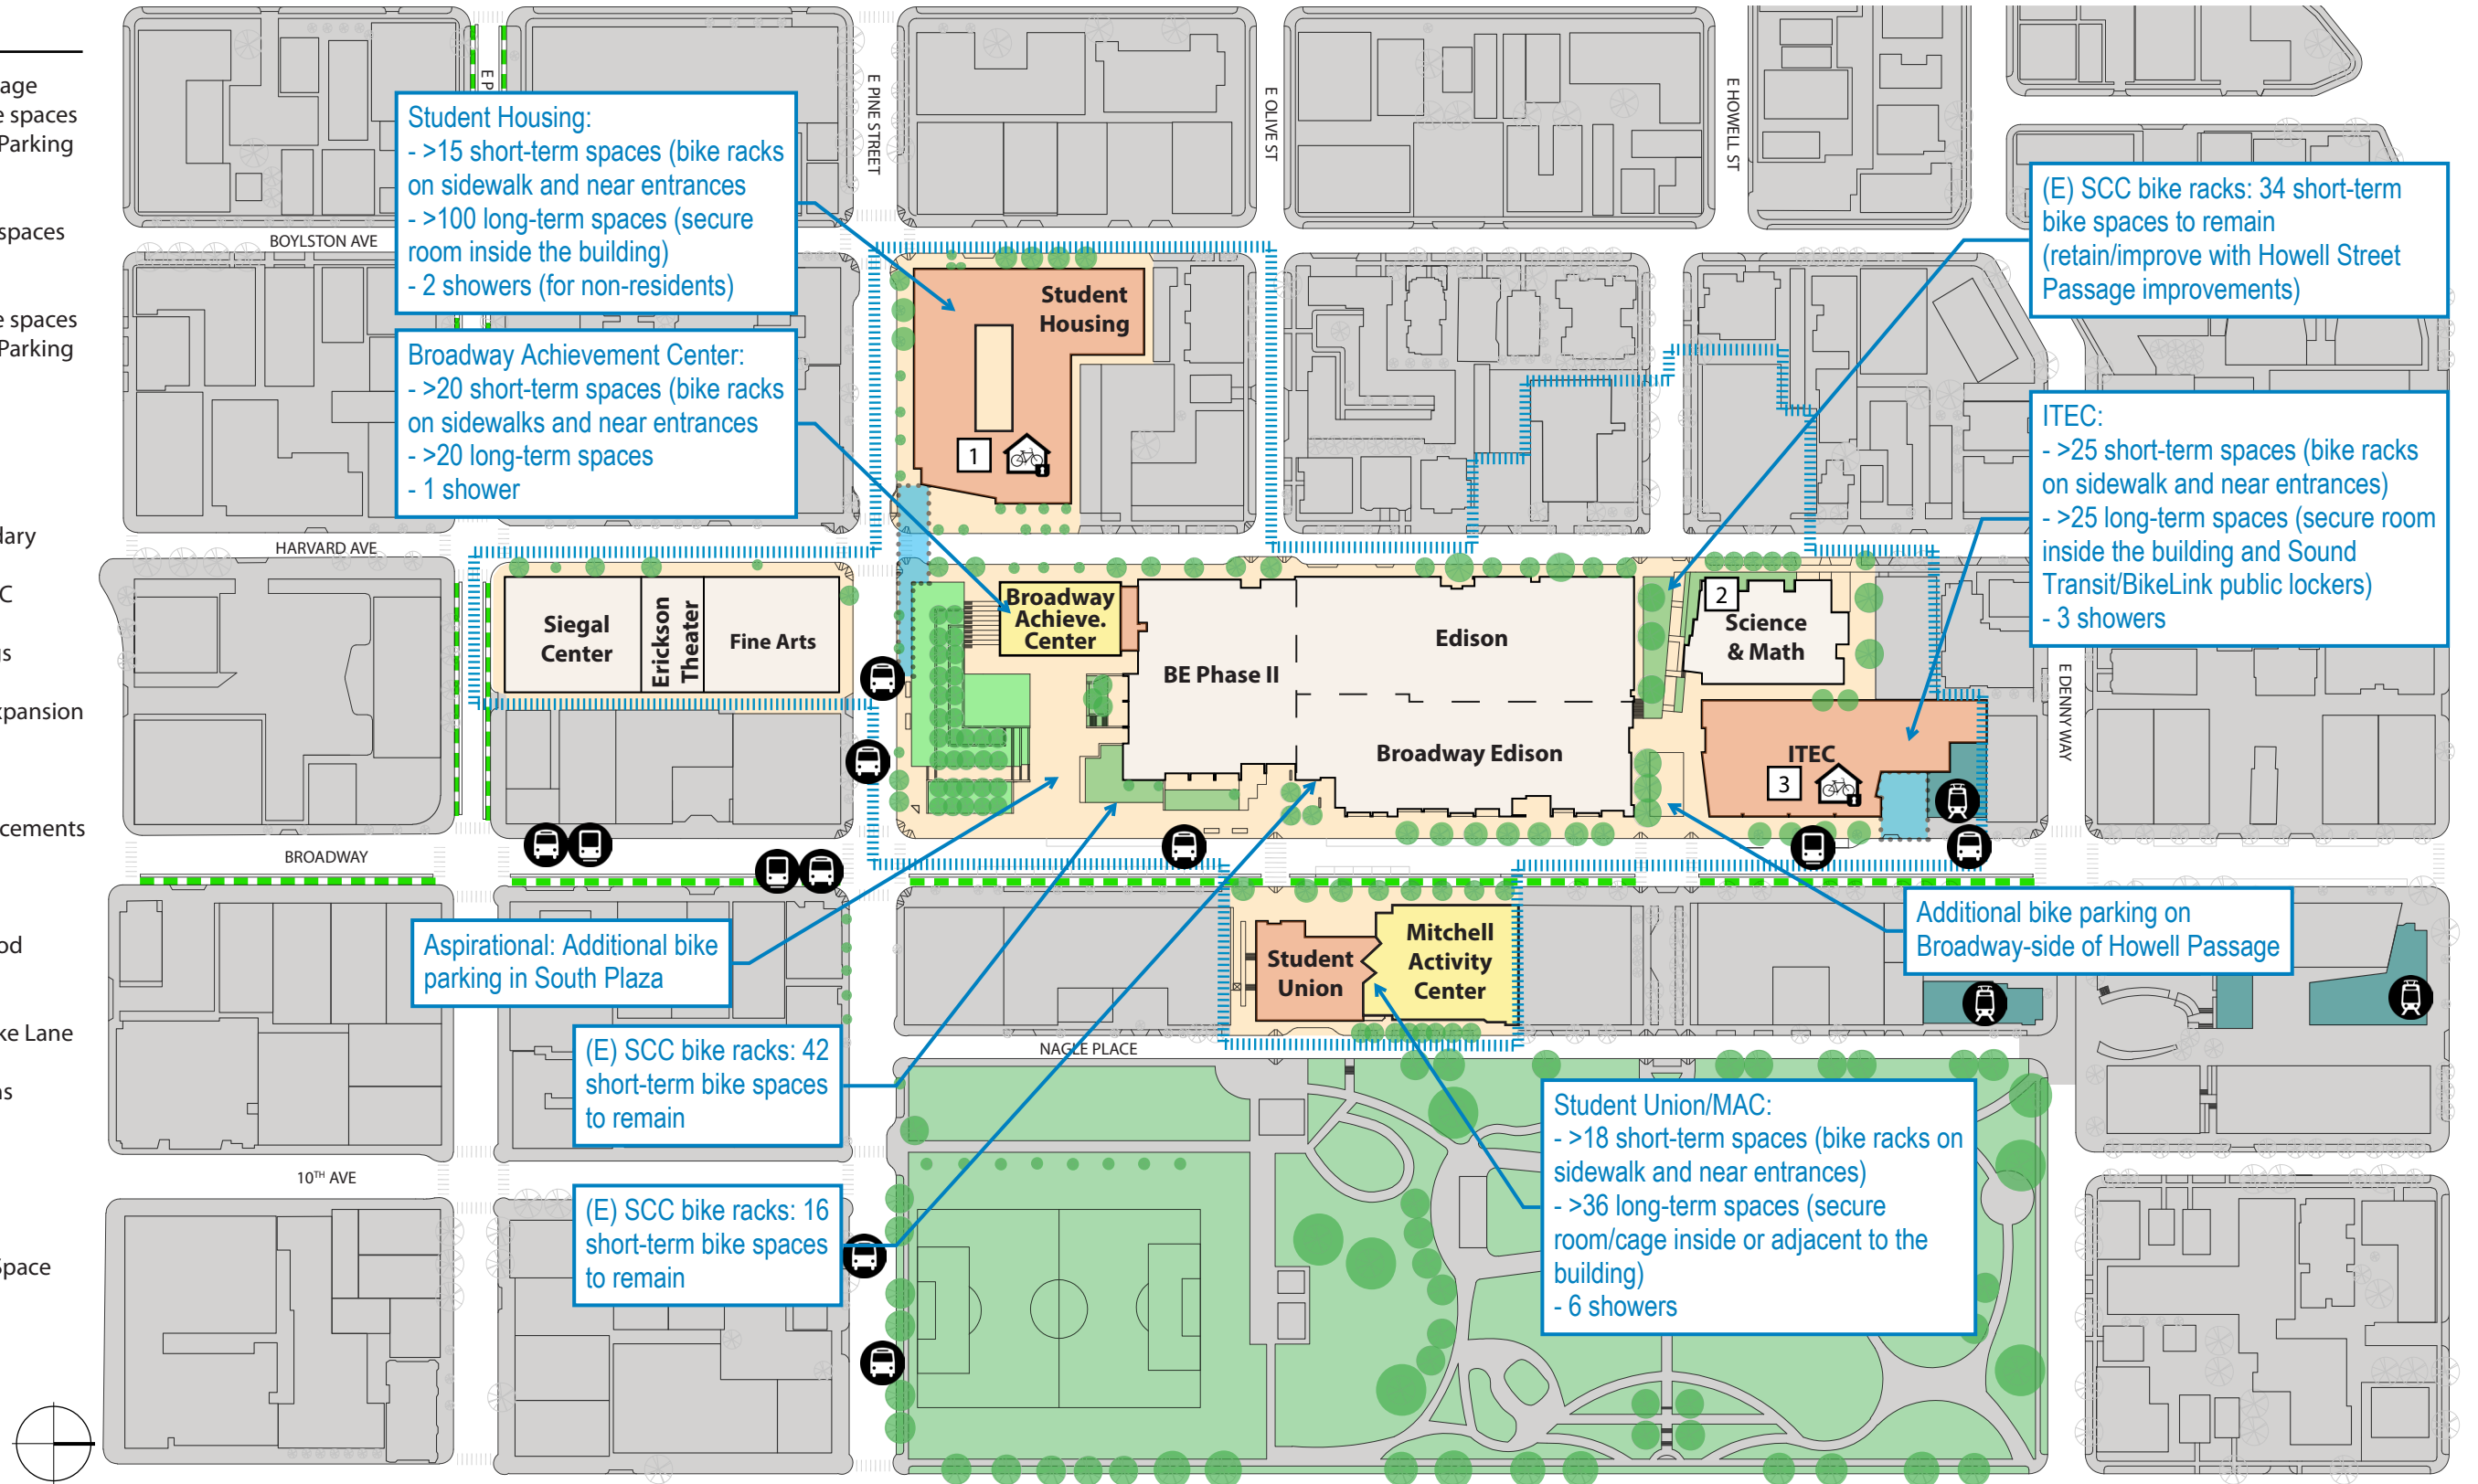 age
e spaces
Parking
spaces
e spaces
Parking
dary
C
gs
xpansion
cements
od
ke Lane
ns
Space
E P
E PINE STREET
E OLIVE ST
E HOWELL ST
E DENNY WAY
BOYLSTON AVE
HARVARD AVE
BROADWAY
NAGLE PLACE
10TH AVE
Student Housing:
- >15 short-term spaces (bike racks
on sidewalk and near entrances
- >100 long-term spaces (secure
room inside the building)
- 2 showers (for non-residents)
Broadway Achievement Center:
- >20 short-term spaces (bike racks
on sidewalks and near entrances
- >20 long-term spaces
- 1 shower
(E) SCC bike racks: 34 short-term
bike spaces to remain
(retain/improve with Howell Street
Passage improvements)
ITEC:
- >25 short-term spaces (bike racks
on sidewalk and near entrances)
- >25 long-term spaces (secure room
inside the building and Sound
Transit/BikeLink public lockers)
- 3 showers
Student
Housing
1
Siegal
Center
Erickson
Theater
Fine Arts
Broadway
Achieve.
Center
BE Phase II
Edison
Broadway Edison
2
Science
& Math
ITEC
3
Student
Union
Mitchell
Activity
Center
Aspirational: Additional bike
parking in South Plaza
Additional bike parking on
Broadway-side of Howell Passage
(E) SCC bike racks: 42
short-term bike spaces
to remain
(E) SCC bike racks: 16
short-term bike spaces
to remain
Student Union/MAC:
- >18 short-term spaces (bike racks on
sidewalk and near entrances)
- >36 long-term spaces (secure
room/cage inside or adjacent to the
building)
- 6 showers